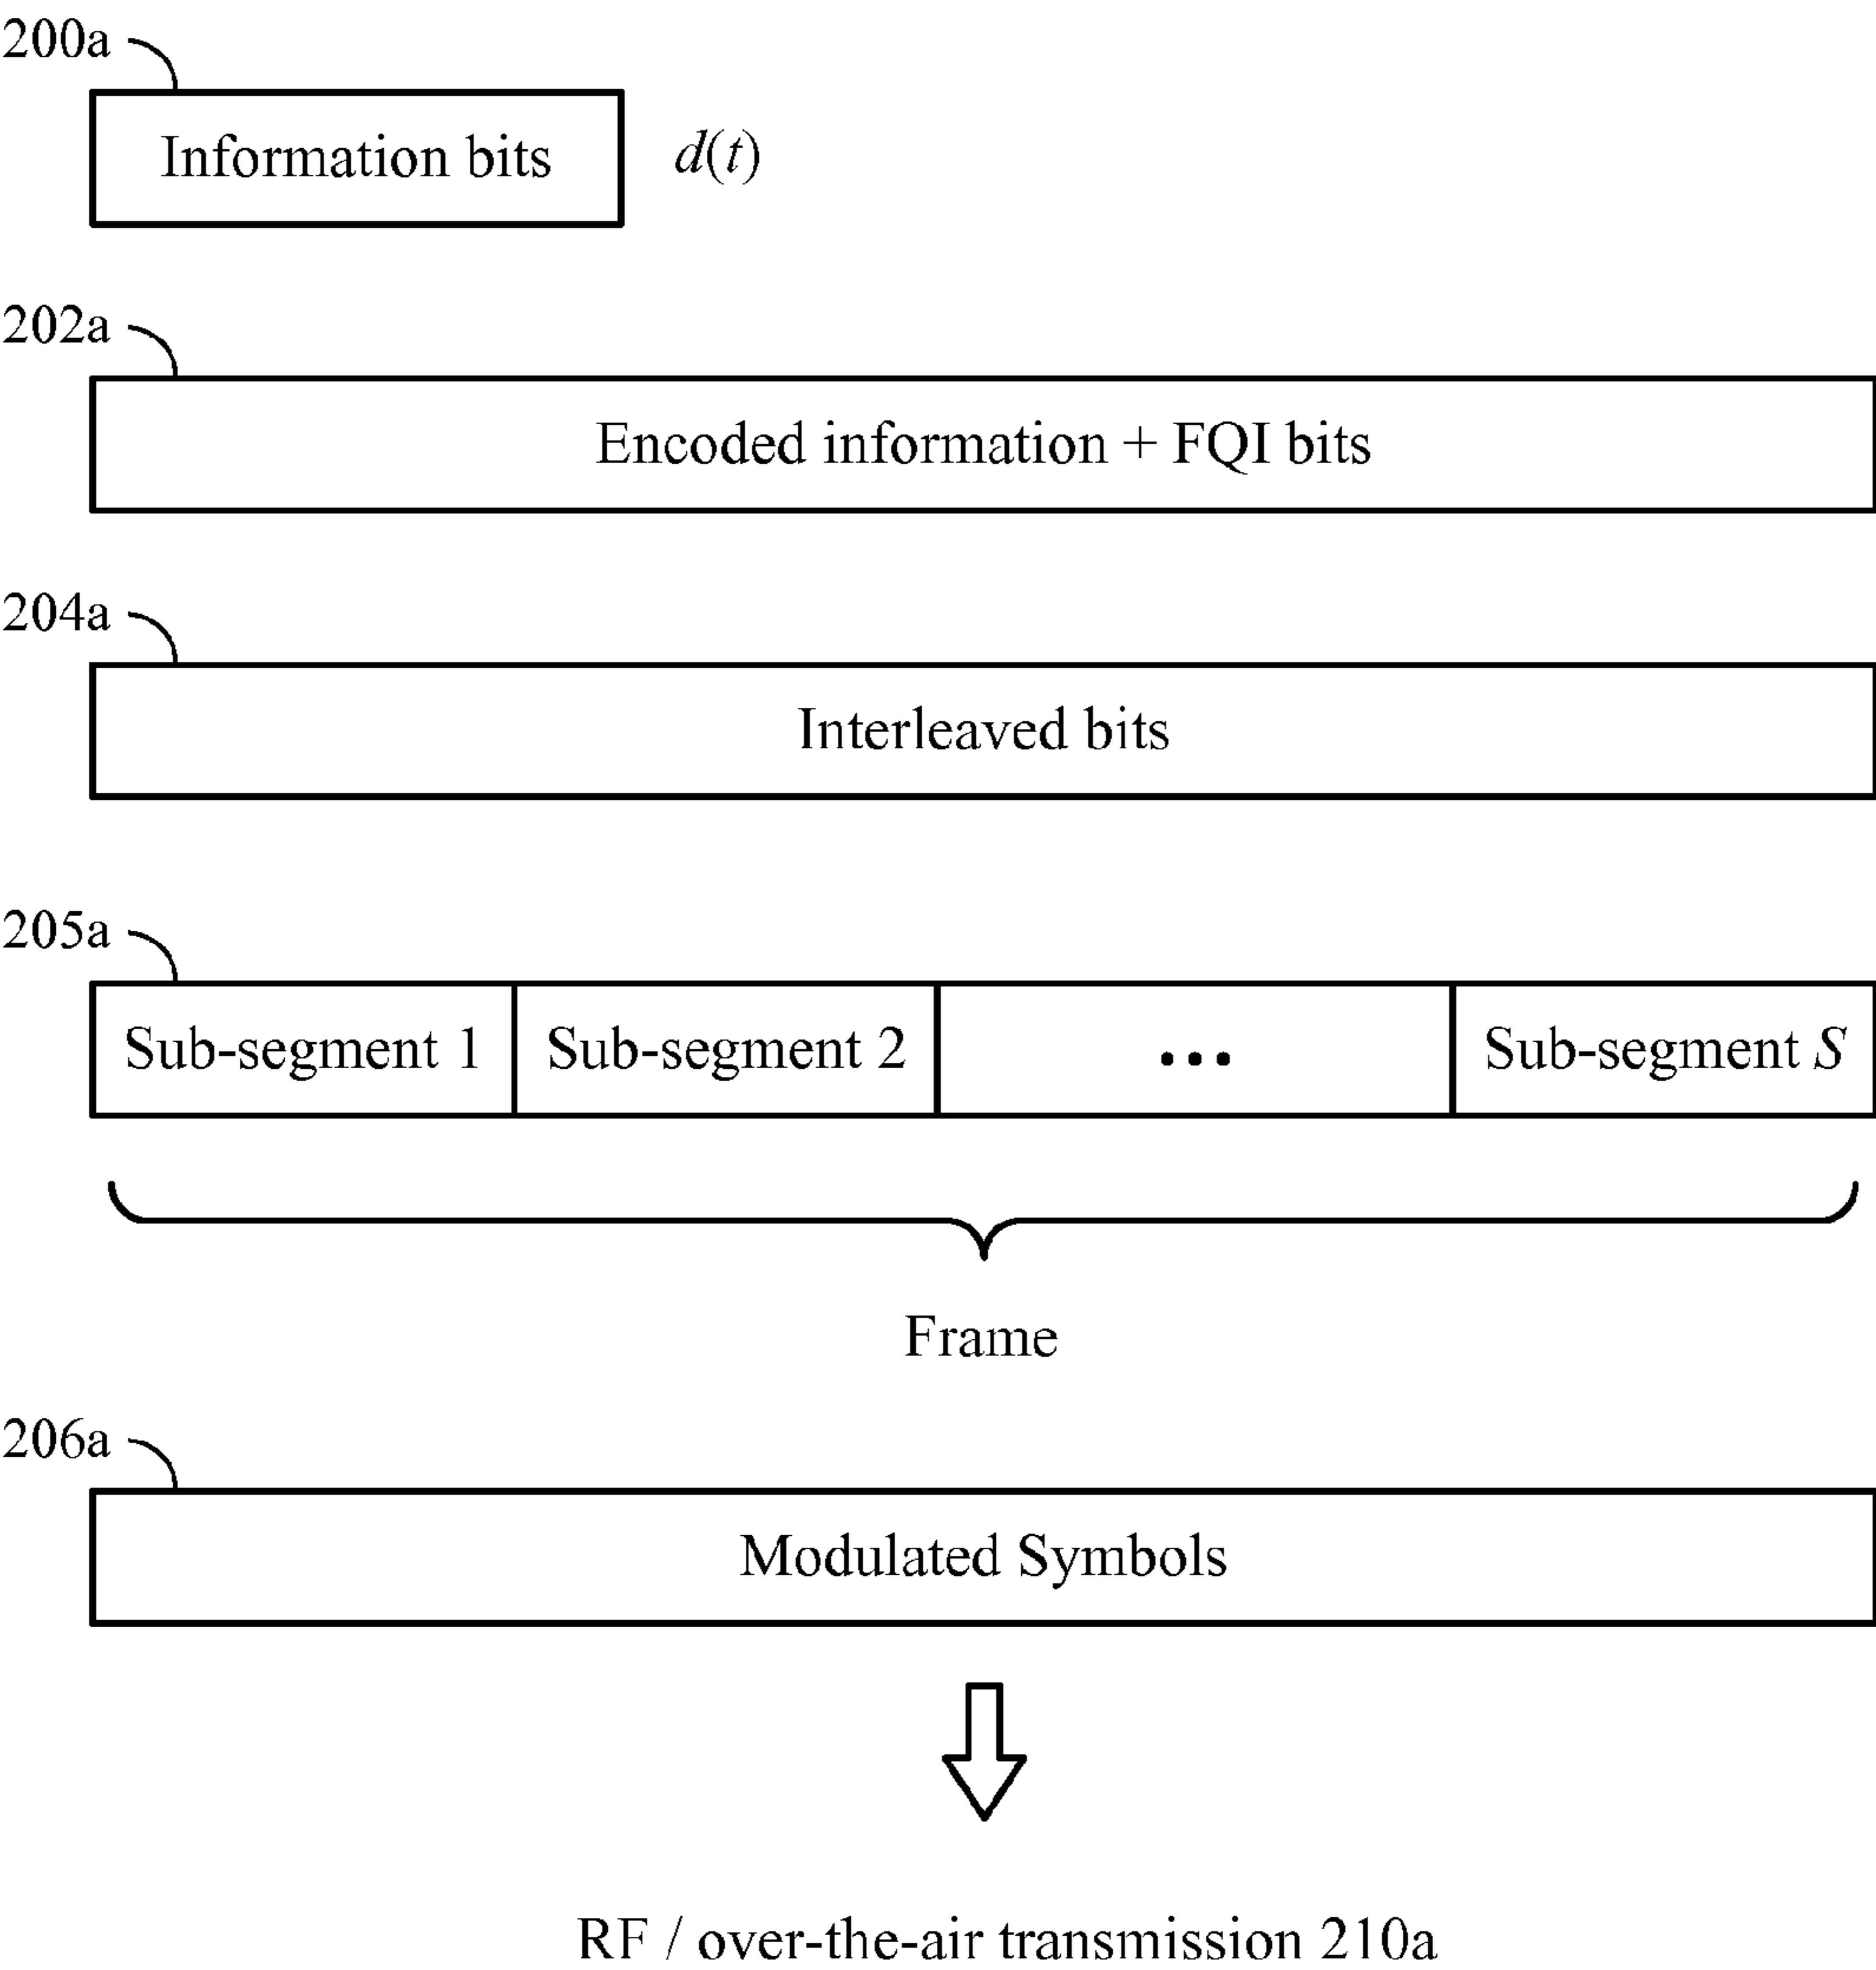 200a
Information bits d(t)
202a
Encoded information + FQI bits
204a
Interleaved bits
205a
Sub-segment 1 Sub-segment 2 ... Sub-segment S
Frame
206a
Modulated Symbols
RF / over-the-air transmission 210a